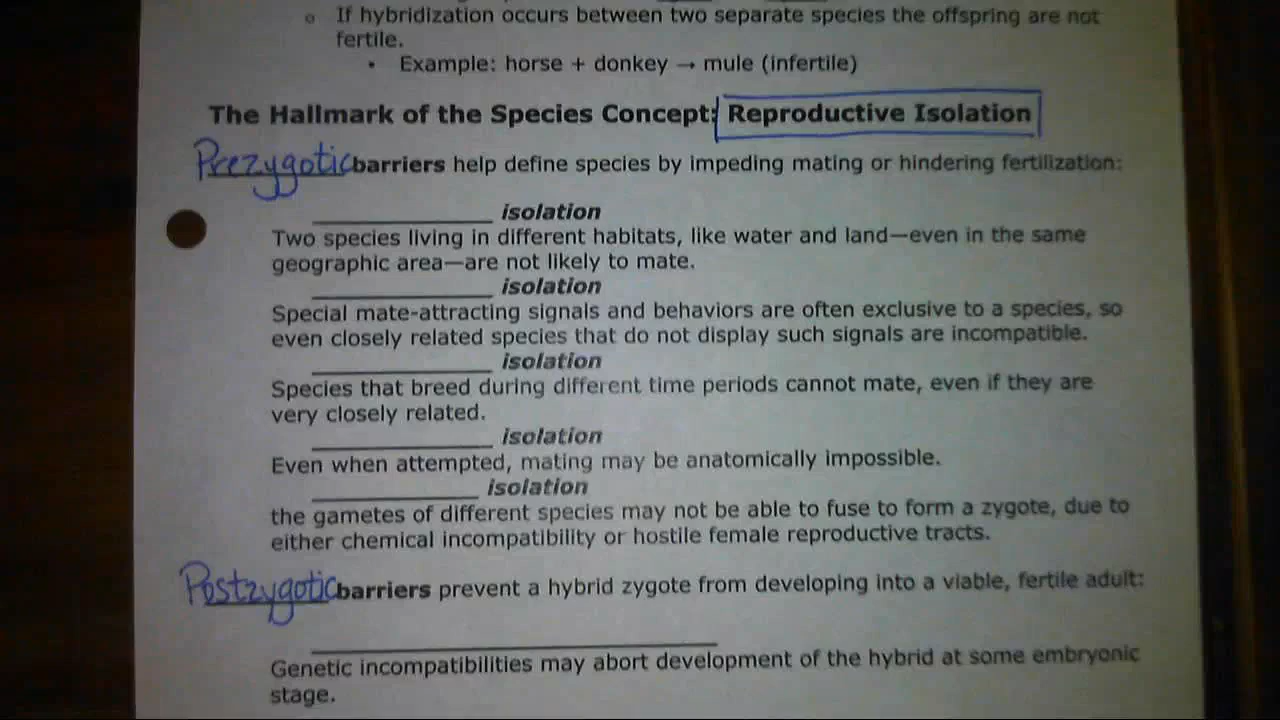 o If hybridization occurs between two separate species the offspring are not
fertile.
• Example: horse + donkey → mule (infertile)
The Hallmark of the Species Concept: Reproductive Isolation
Prezygotic barriers help define species by impeding mating or hindering fertilization:
_______________ isolation
Two species living in different habitats, like water and land—even in the same
geographic area—are not likely to mate.
_______________ isolation
Special mate-attracting signals and behaviors are often exclusive to a species, so
even closely related species that do not display such signals are incompatible.
_______________ isolation
Species that breed during different time periods cannot mate, even if they are
very closely related.
_______________ isolation
Even when attempted, mating may be anatomically impossible.
______________ isolation
the gametes of different species may not be able to fuse to form a zygote, due to
either chemical incompatibility or hostile female reproductive tracts.
Postzygotic barriers prevent a hybrid zygote from developing into a viable, fertile adult:
Genetic incompatibilities may abort development of the hybrid at some embryonic
stage.